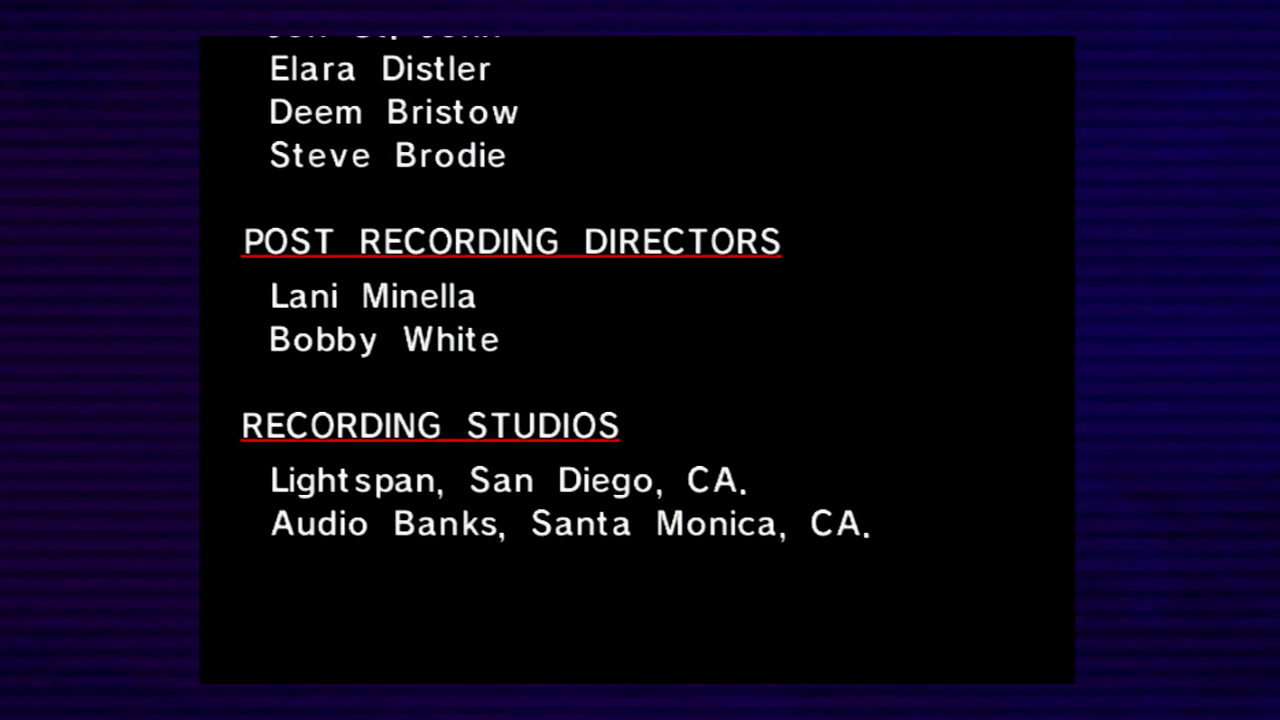 Elara Distler
Deem Bristow
Steve Brodie
POST RECORDING DIRECTORS
Lani Minella
Bobby White
RECORDING STUDIOS
Lightspan, San Diego, CA.
Audio Banks, Santa Monica, CA.